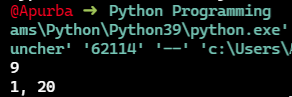 @Apurba ➜ Python Programming
ams\Python\Python39\python.exe'
uncher' '62114' '--' 'c:\Users\
9
1, 20